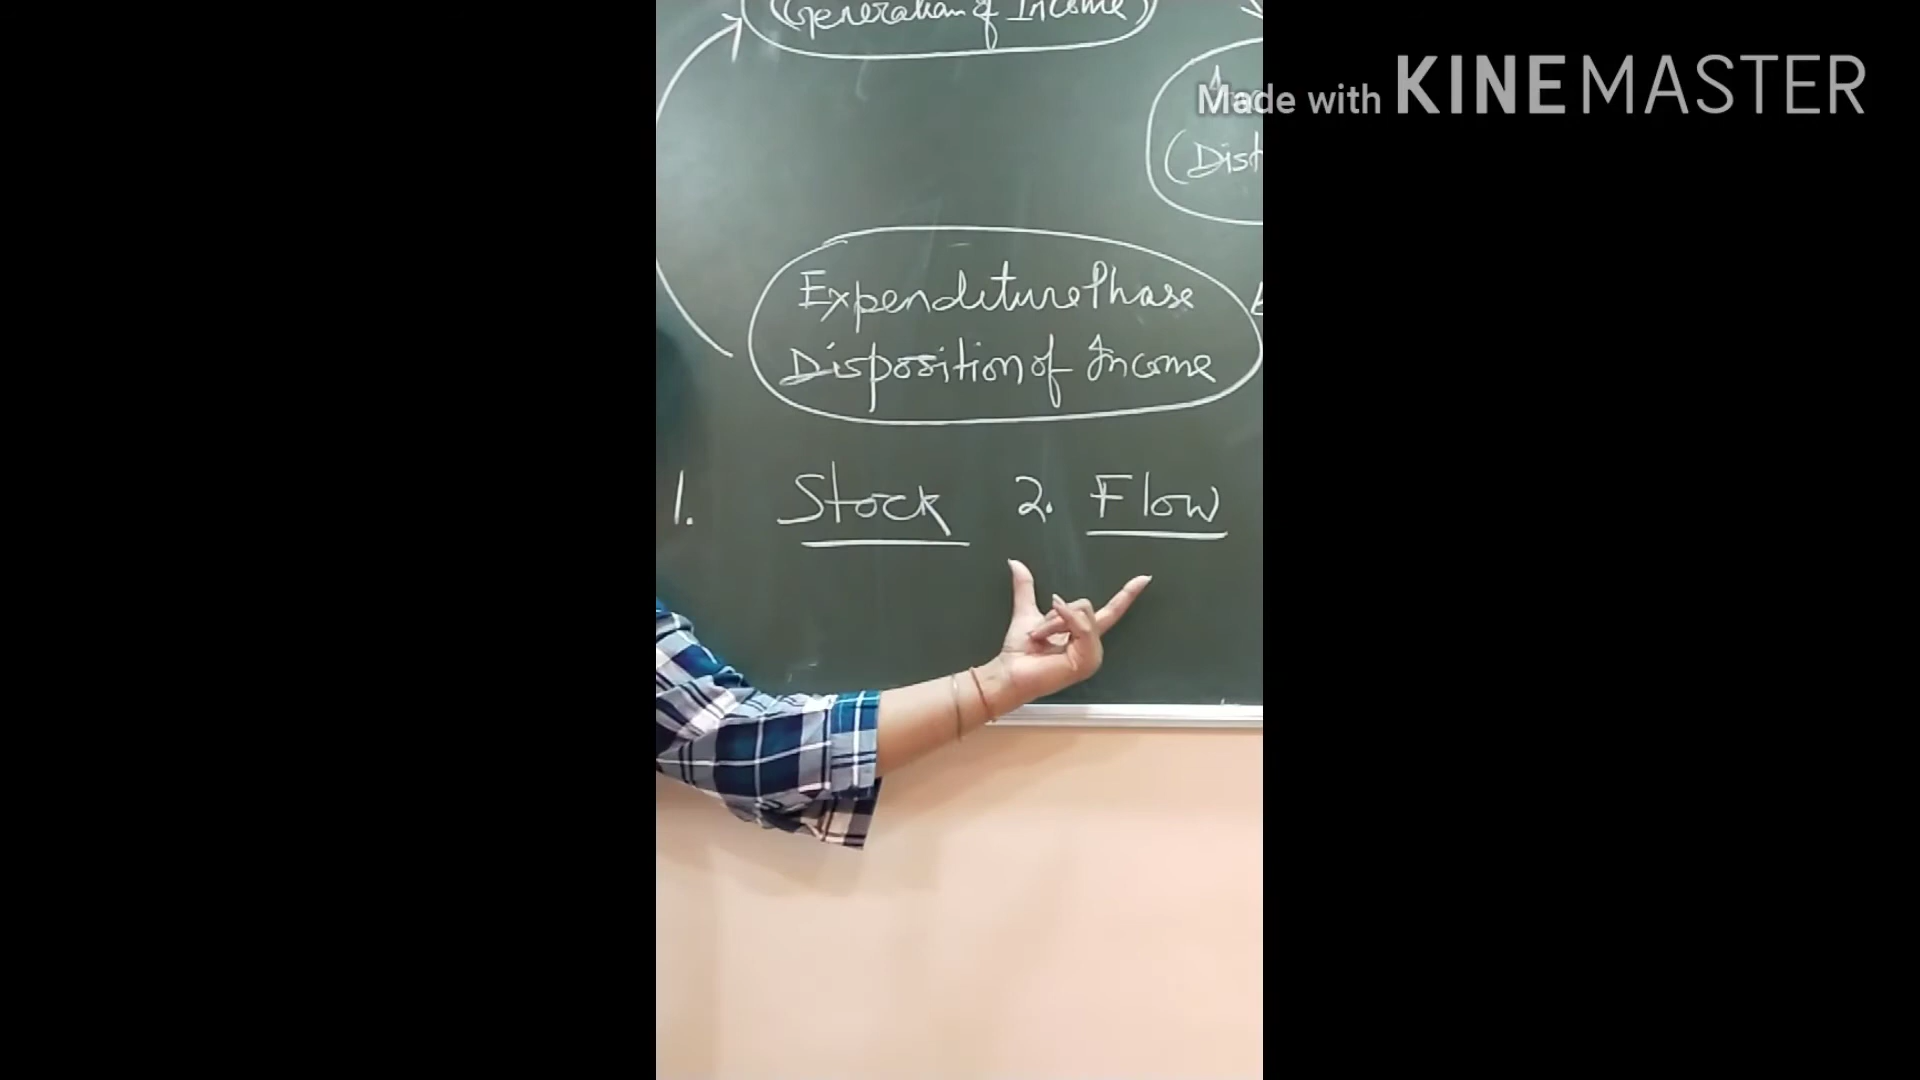 (Generation of Income)
Made with KINEMASTER
(Dist
Expenditure Phase
Disposition of Income
1. Stock 2. Flow